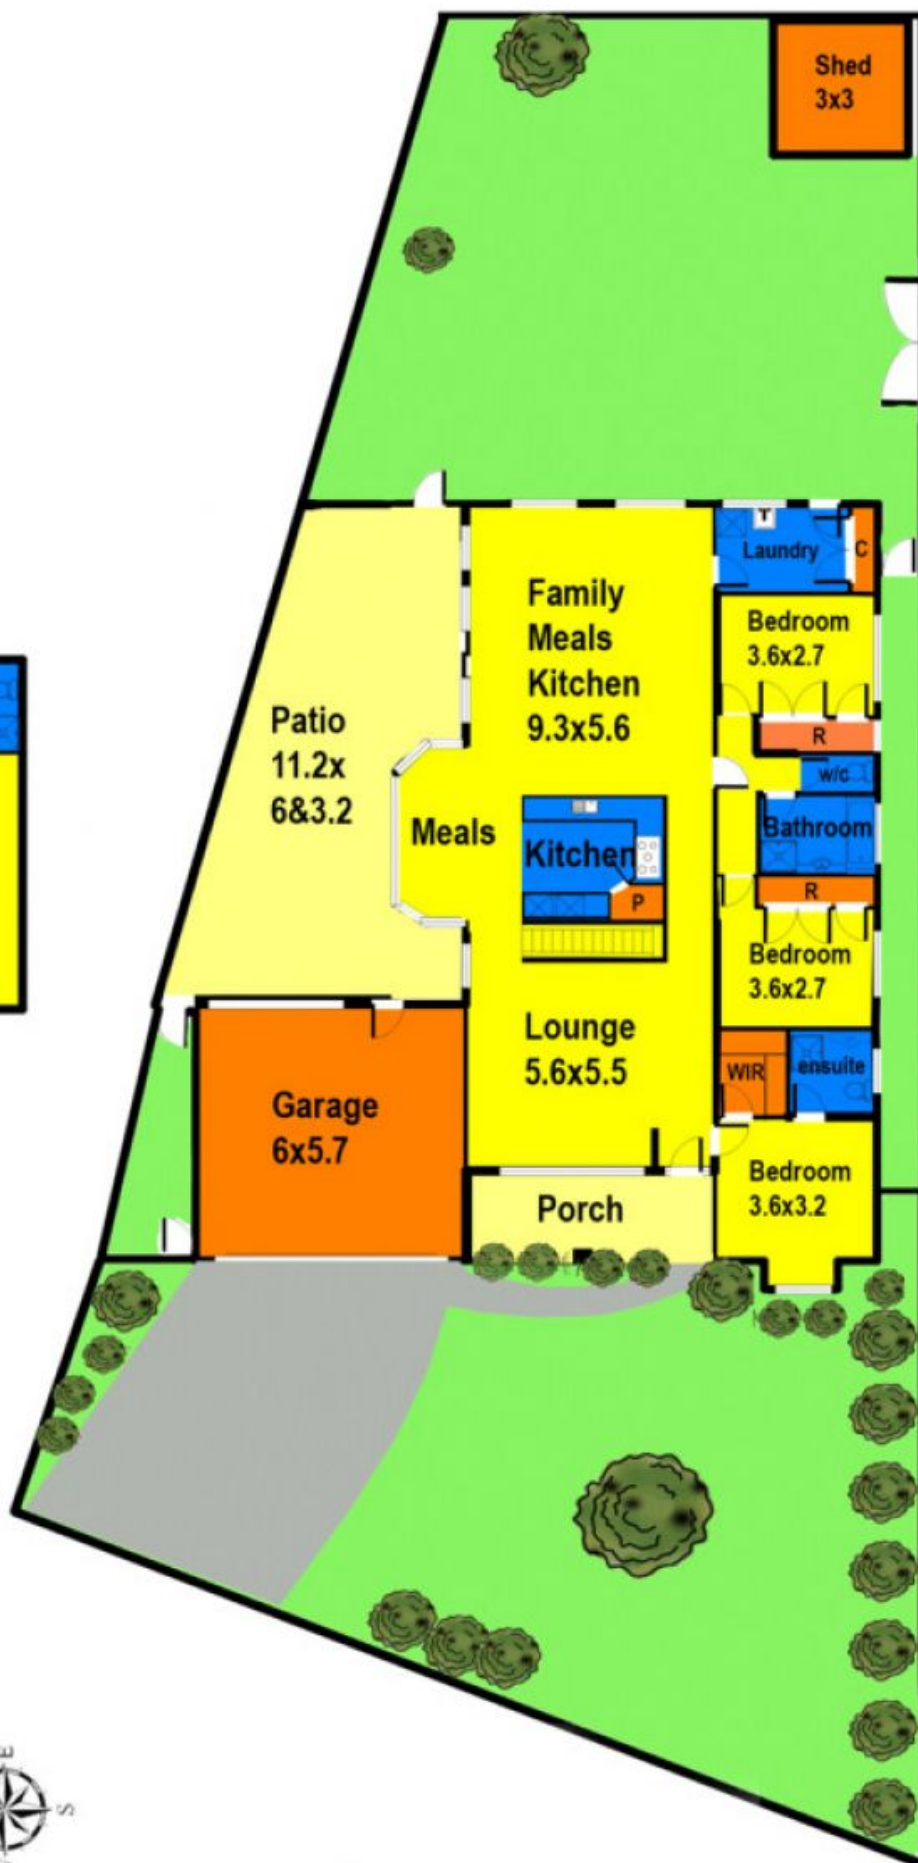 Shed
3x3
T
Laundry
C
Family
Meals
Kitchen
9.3x5.6
Bedroom
3.6x2.7
Patio
11.2x
6&3.2
R
w/c
Meals
Kitchen
Bathroom
P
R
Bedroom
3.6x2.7
Lounge
5.6x5.5
WIR
ensuite
Garage
6x5.7
Bedroom
3.6x3.2
Porch
E
S